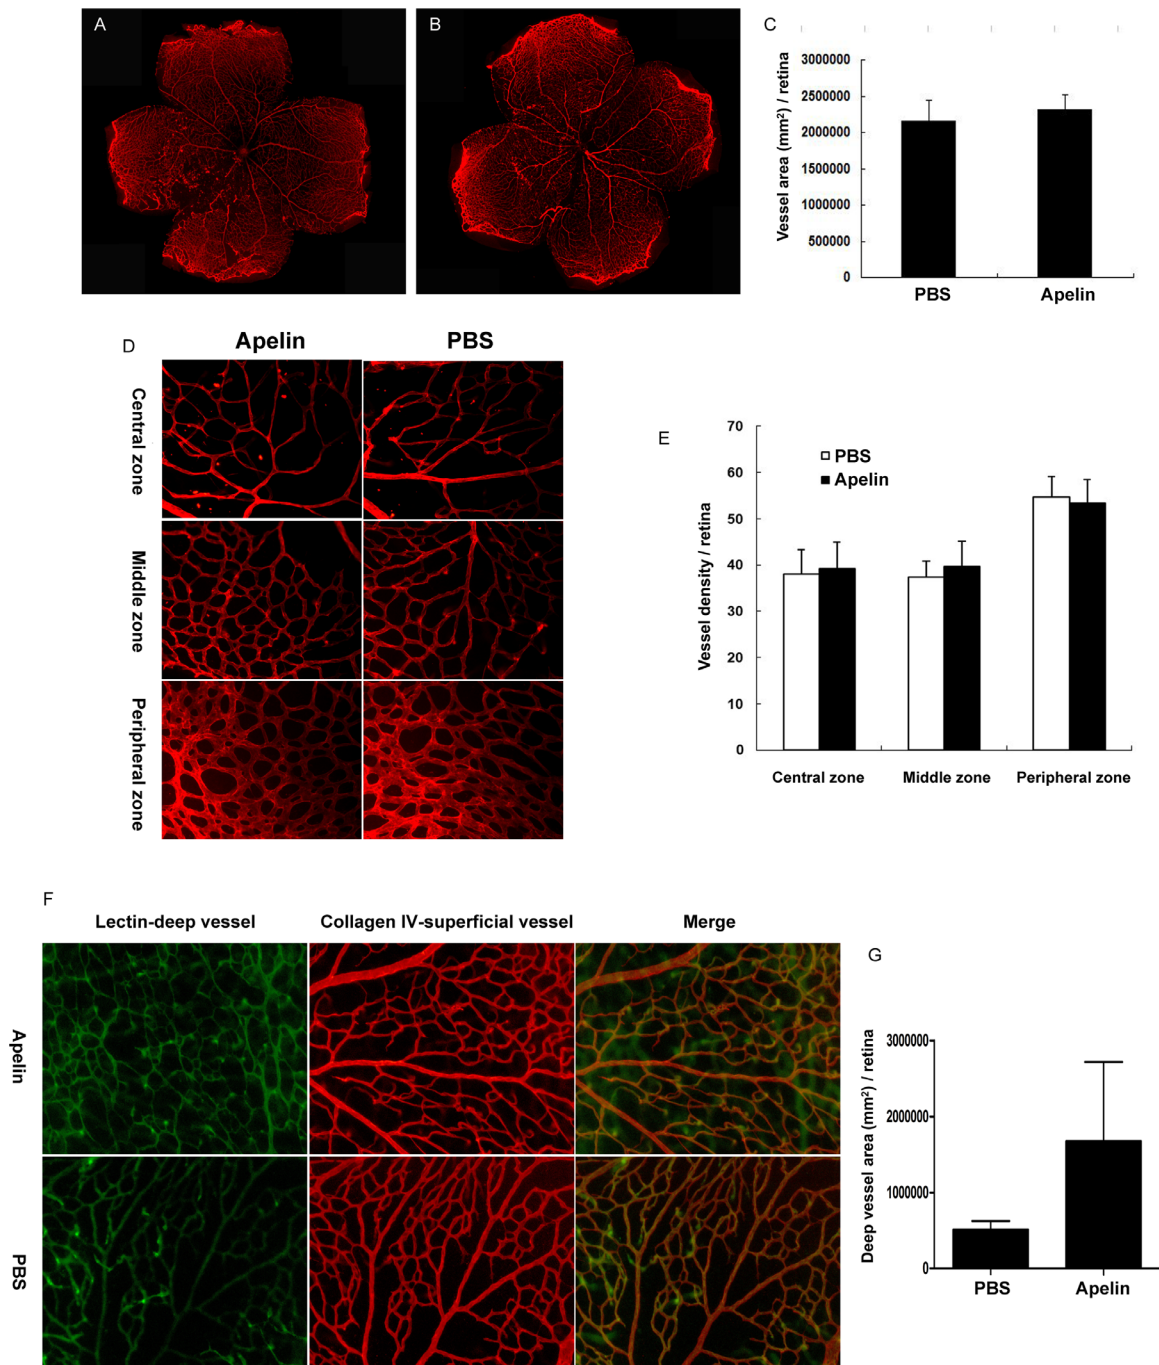 A
B
C
Vessel area (mm²) / retina
3000000
2500000
2000000
1500000
1000000
500000
0
PBS
Apelin
D
Apelin
PBS
Central zone
Middle zone
Peripheral zone
E
Vessel density / retina
70
60
50
40
30
20
10
0
PBS
Apelin
Central zone
Middle zone
Peripheral zone
F
Lectin-deep vessel
Collagen IV-superficial vessel
Merge
Apelin
PBS
G
Deep vessel area (mm²) / retina
3000000
2000000
1000000
0
PBS
Apelin